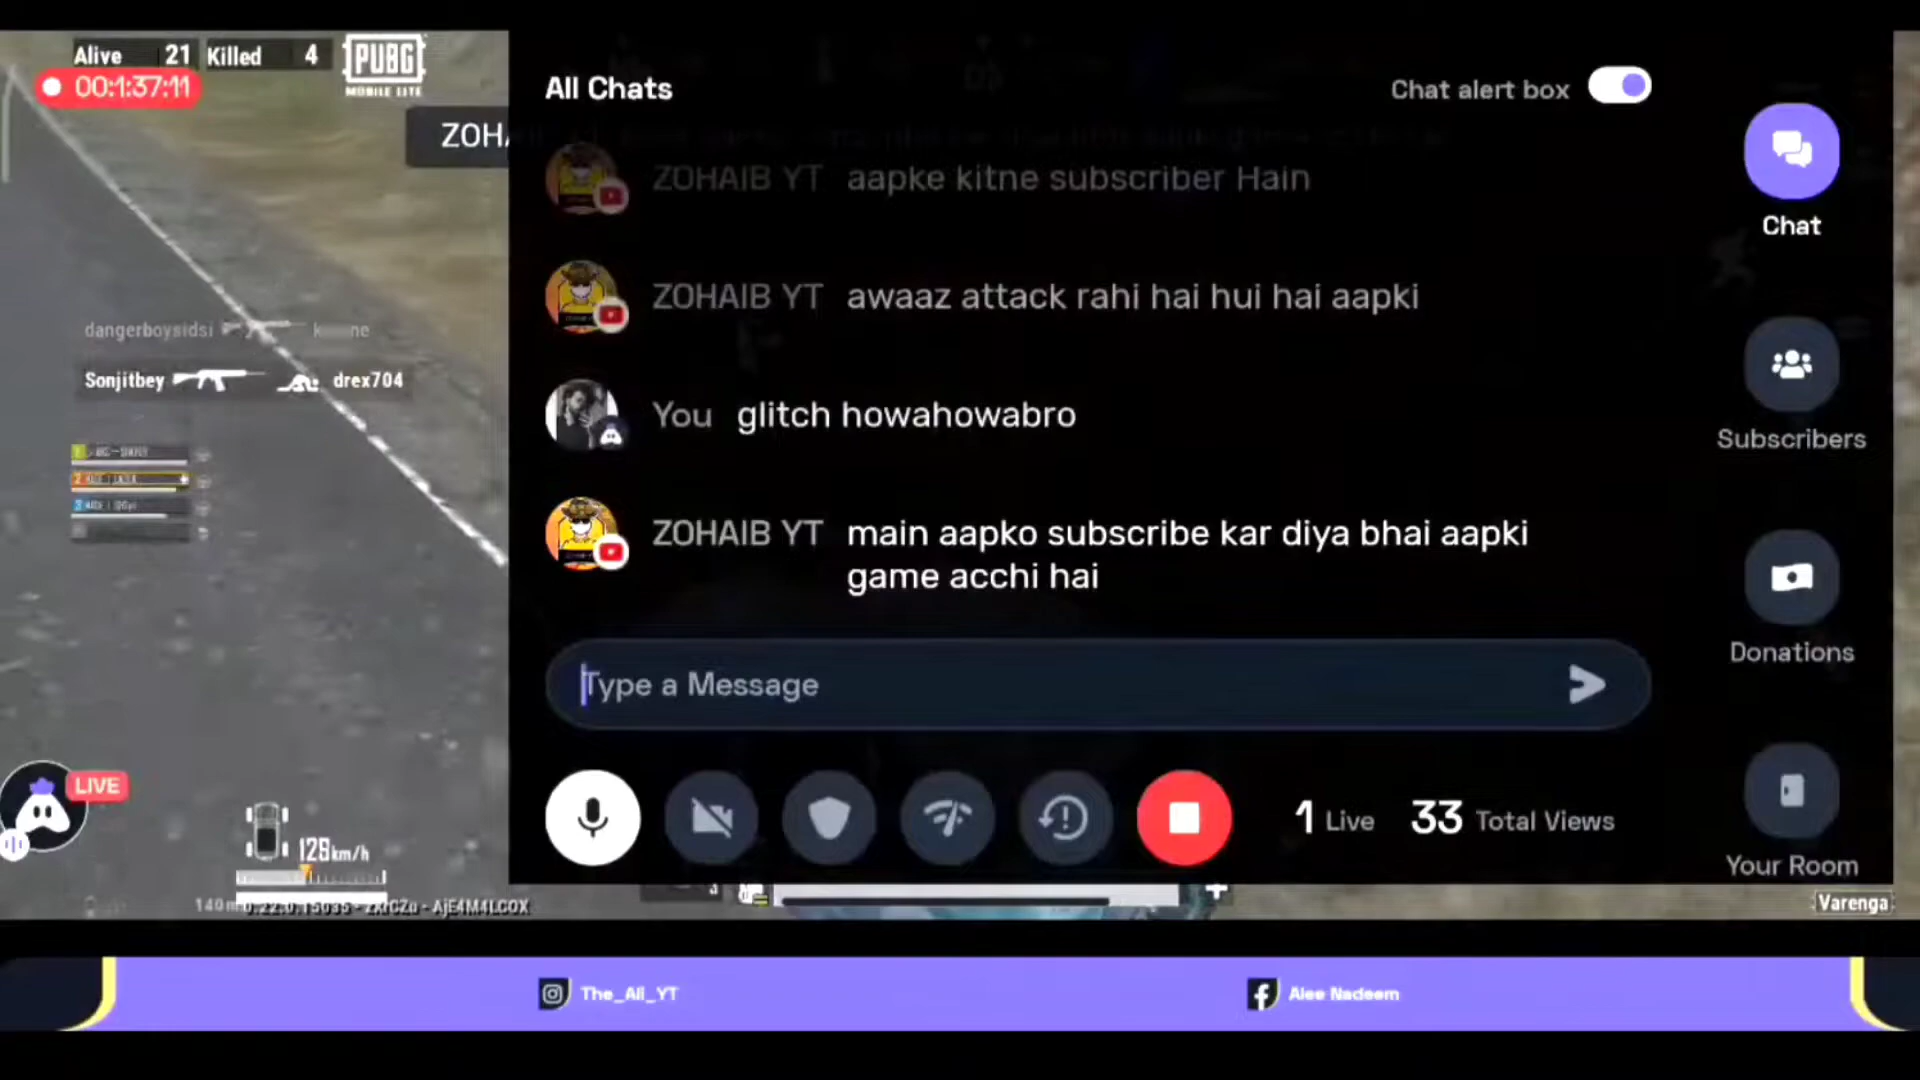 Alive 21 Killed 4
PUBG
MOBILE LITE
00:1:37:11
All Chats
Chat alert box
ZOHA
ZOHAIB YT aapke kitne subscriber Hain
Chat
ZOHAIB YT awaaz attack rahi hai hui hai aapki
dangerboysidsi
Sonjitbey drex704
You glitch howahowabro
Subscribers
ZOHAIB YT main aapko subscribe kar diya bhai aapki
game acchi hai
Donations
Type a Message
LIVE
128km/h
1 Live 33 Total Views
Your Room
Varenga
The_Ali_YT
Alee Nadeem